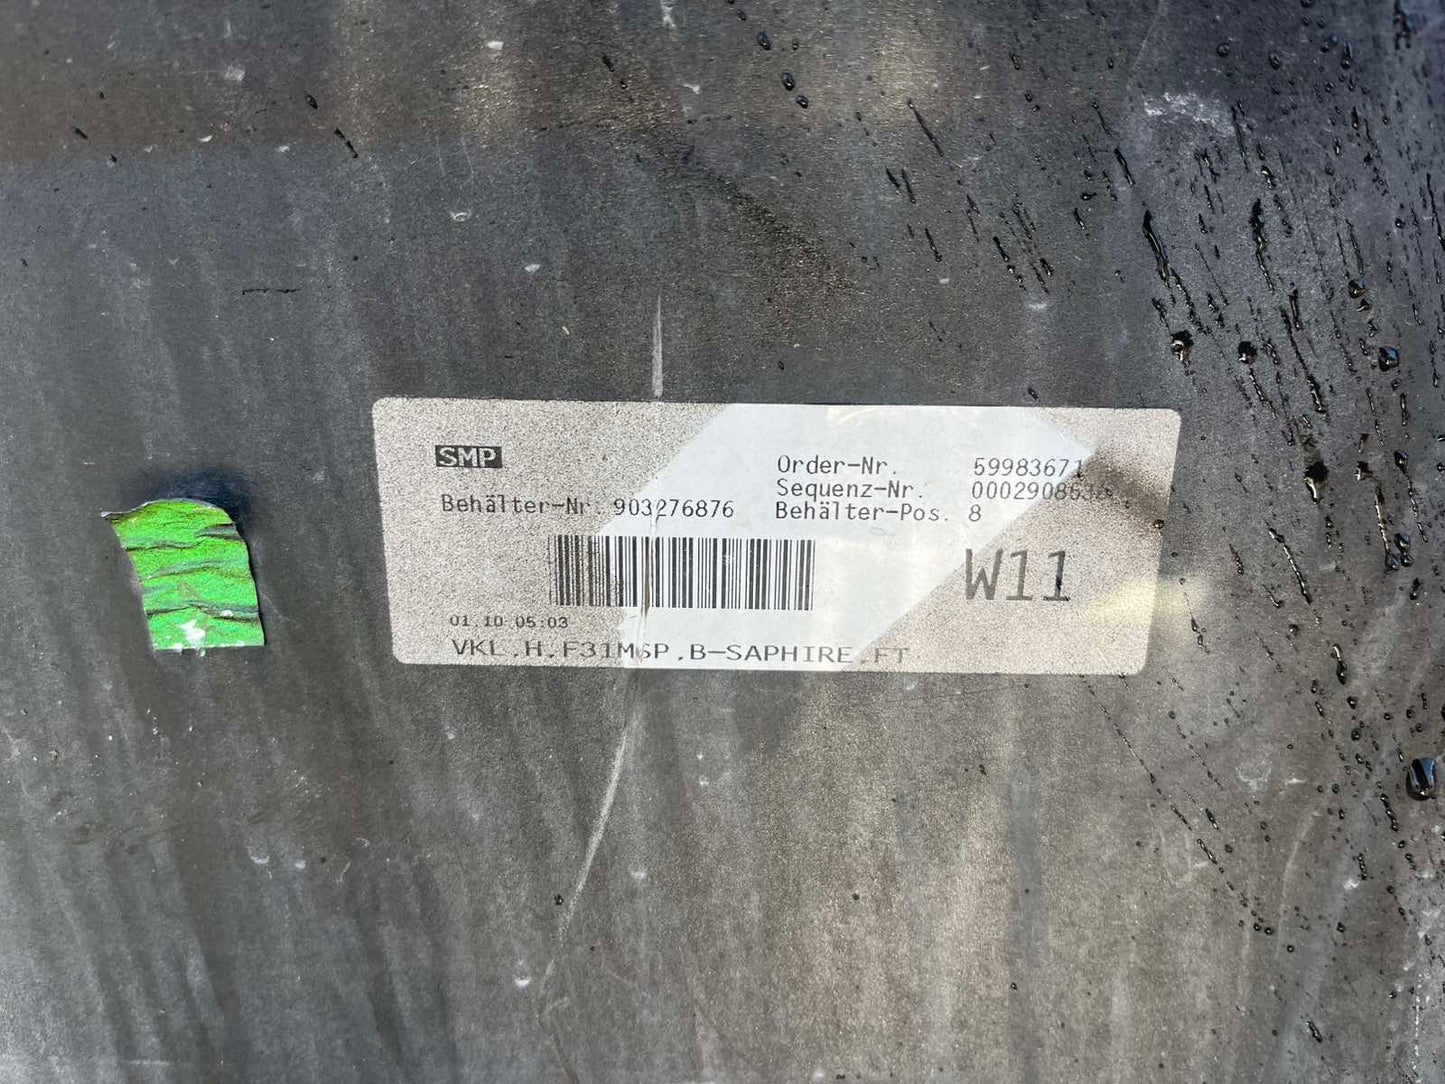 SMP
Order-Nr. 59983671
Sequenz-Nr.
Behälter-Nr. 903276876 Behälter-Pos. 8
W11
01.10 05:03
VKL.H.F31MSP.B-SAPHIRE.FT